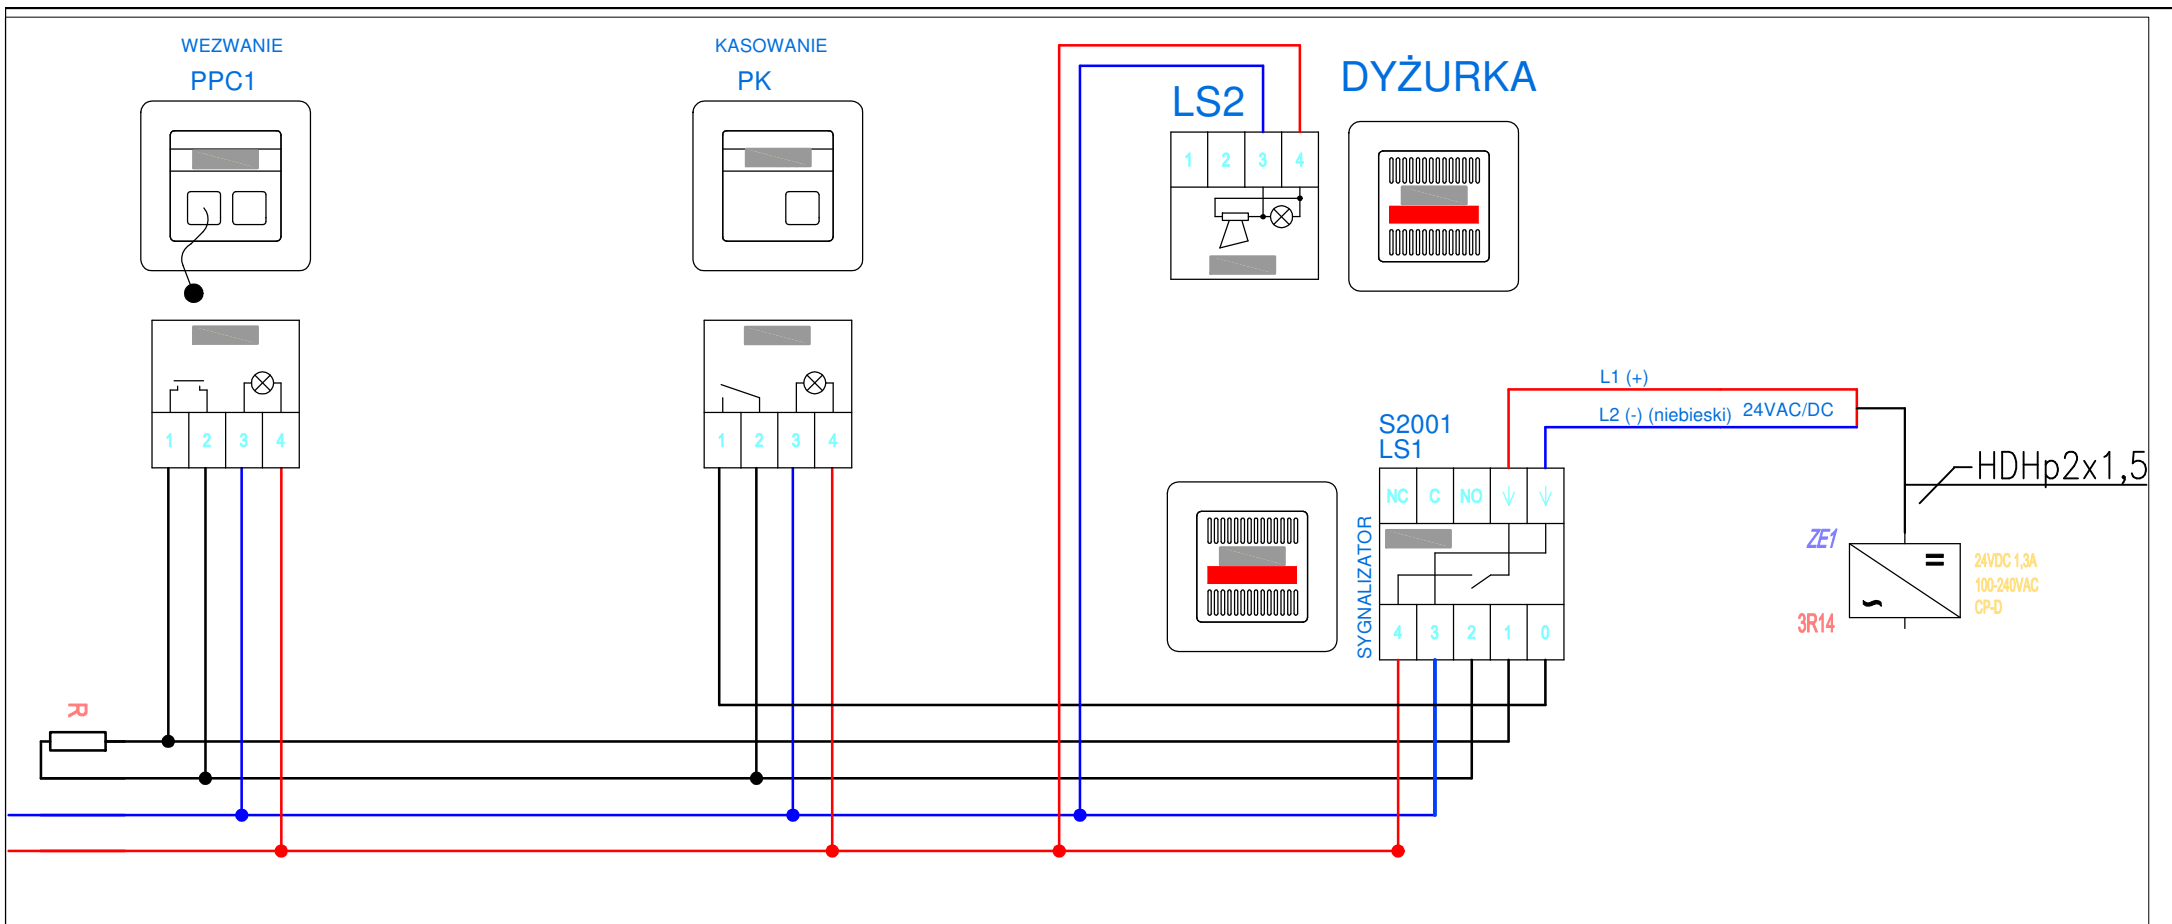 WEZWANIE
PPC1
KASOWANIE
PK
LS2
DYŻURKA
1 2 3 4
1 2 3 4
1 2 3 4
L1 (+)
L2 (-) (niebieski) 24VAC/DC
S2001
LS1
NC C NO
SYGNALIZATOR
4 3 2 1 0
HDHp2x1,5
ZE1
24VDC 1,3A
100-240VAC
CP-D
3R14
R